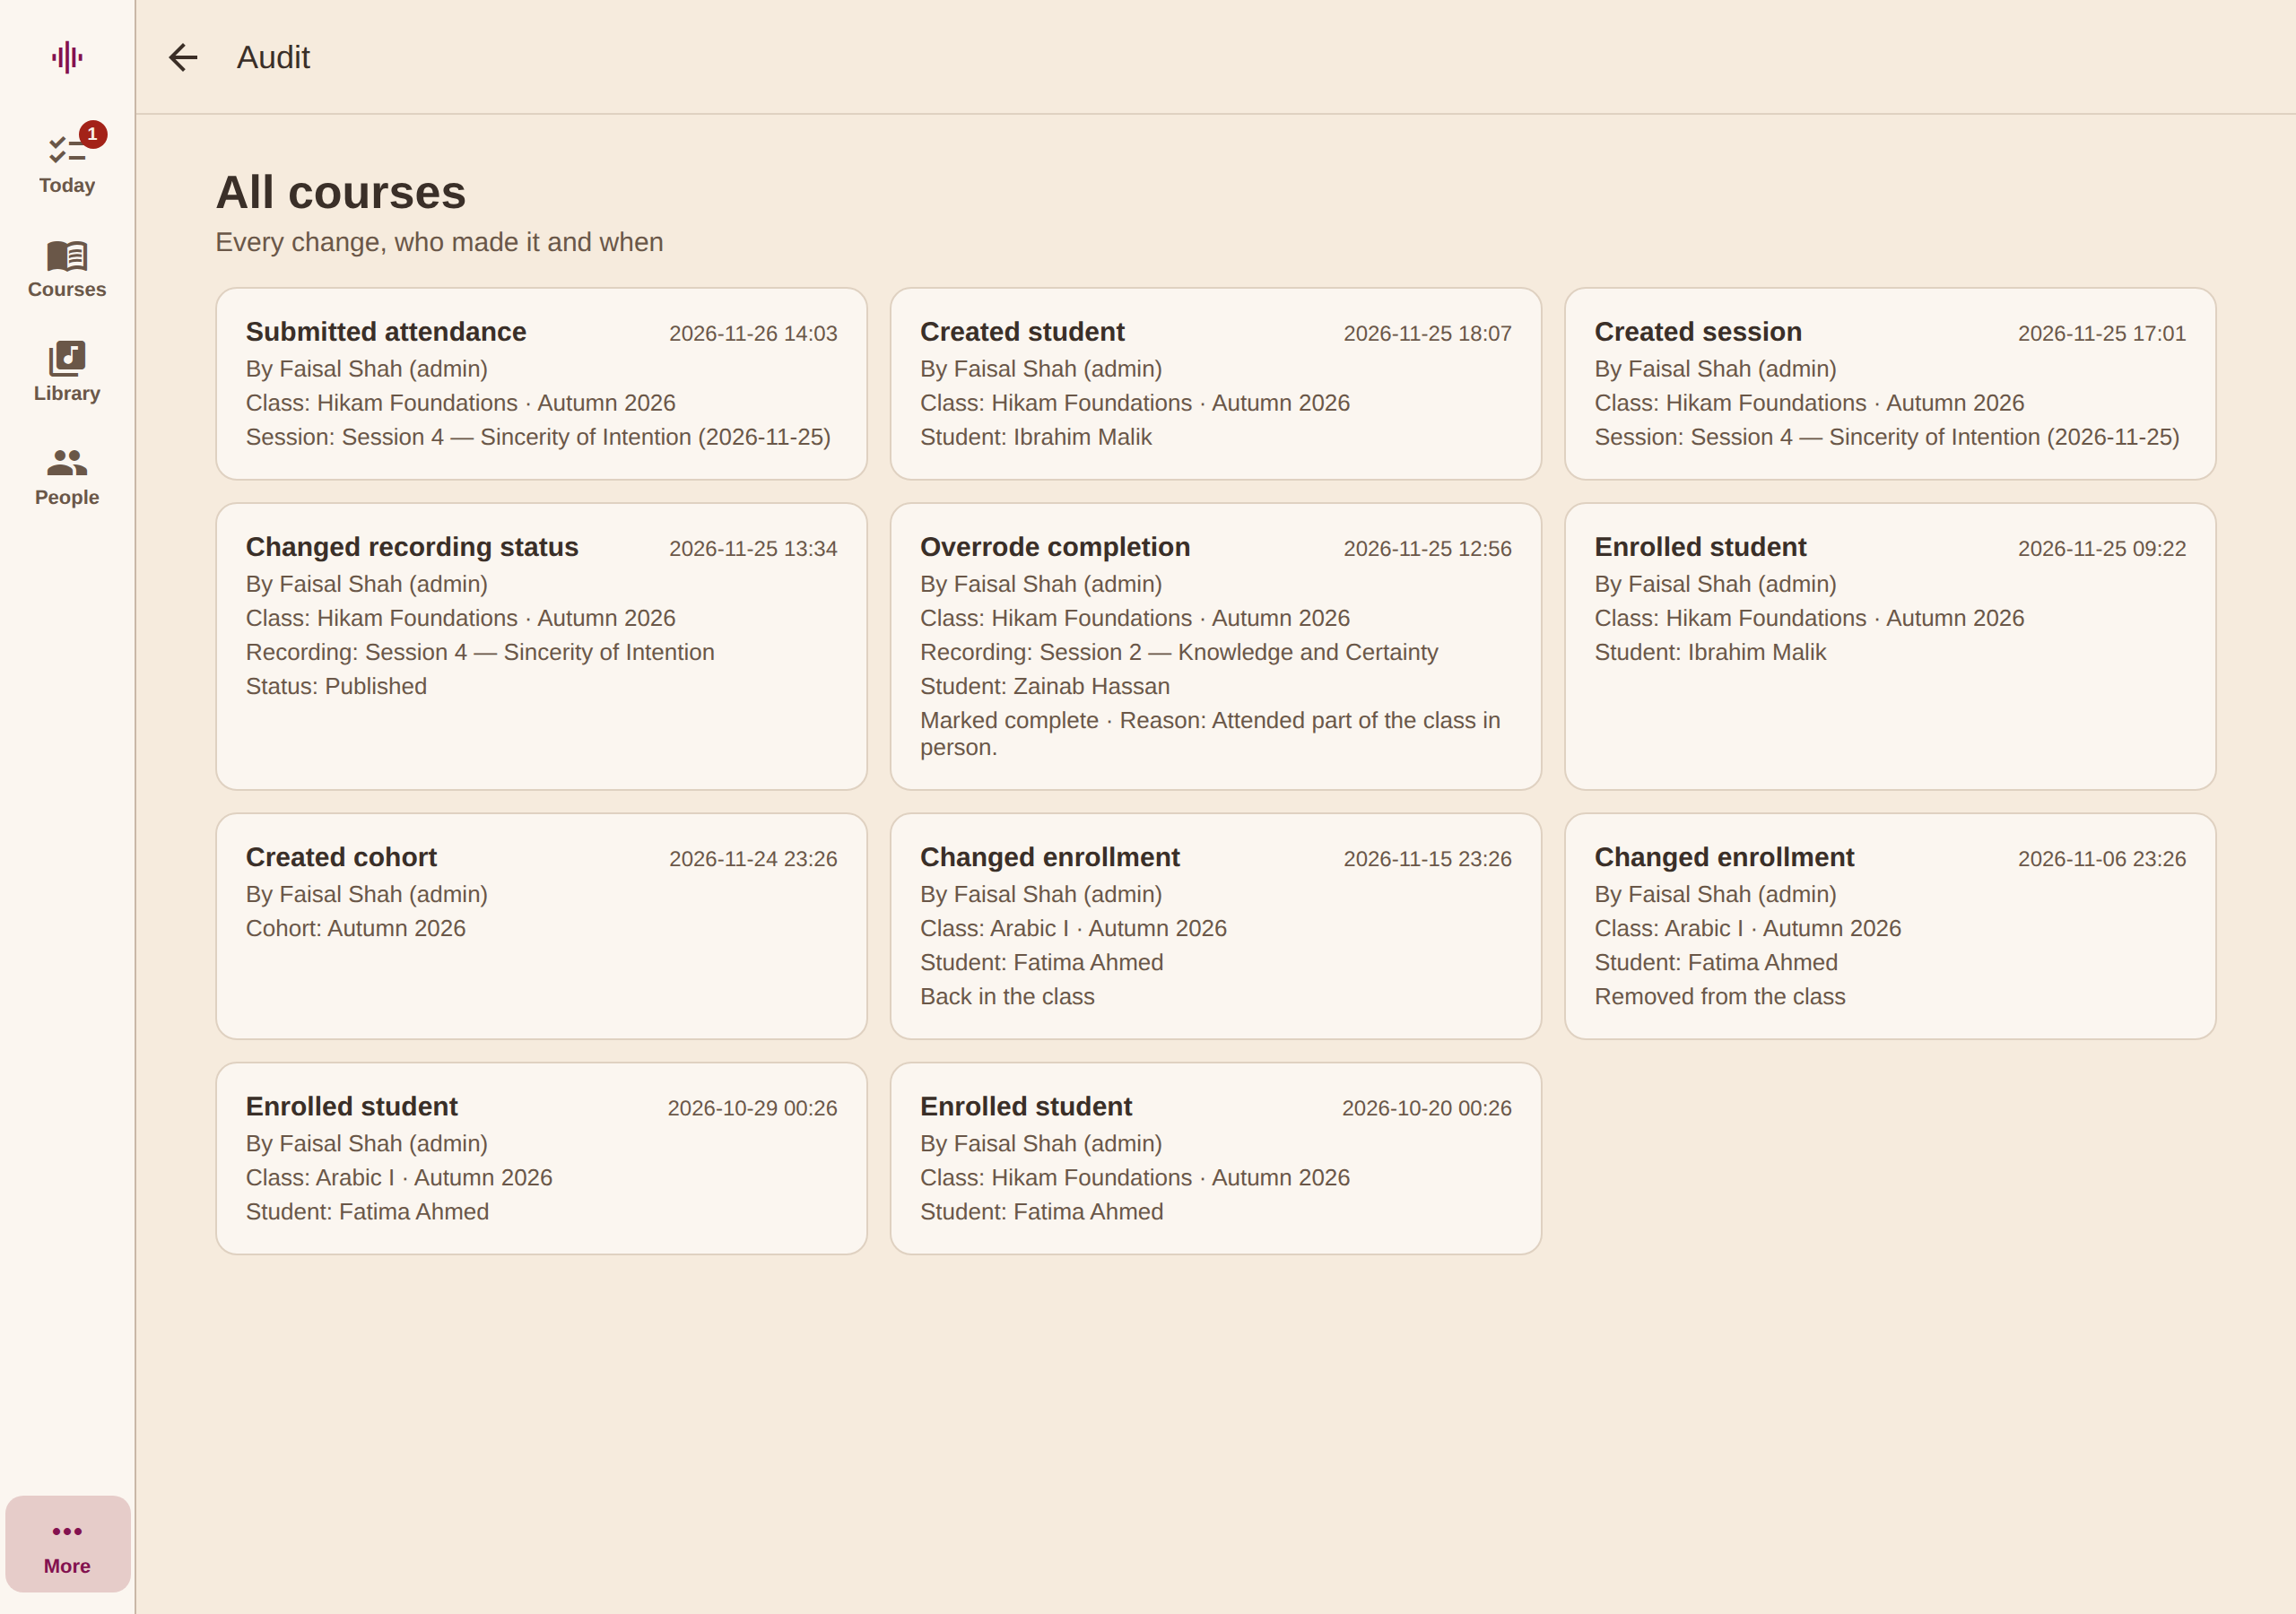 Audit
1
Today
Courses
Library
People
More
All courses
Every change, who made it and when
Submitted attendance 2026-11-26 14:03
By Faisal Shah (admin)
Class: Hikam Foundations · Autumn 2026
Session: Session 4 — Sincerity of Intention (2026-11-25)
Created student 2026-11-25 18:07
By Faisal Shah (admin)
Class: Hikam Foundations · Autumn 2026
Student: Ibrahim Malik
Created session 2026-11-25 17:01
By Faisal Shah (admin)
Class: Hikam Foundations · Autumn 2026
Session: Session 4 — Sincerity of Intention (2026-11-25)
Changed recording status 2026-11-25 13:34
By Faisal Shah (admin)
Class: Hikam Foundations · Autumn 2026
Recording: Session 4 — Sincerity of Intention
Status: Published
Overrode completion 2026-11-25 12:56
By Faisal Shah (admin)
Class: Hikam Foundations · Autumn 2026
Recording: Session 2 — Knowledge and Certainty
Student: Zainab Hassan
Marked complete · Reason: Attended part of the class in
person.
Enrolled student 2026-11-25 09:22
By Faisal Shah (admin)
Class: Hikam Foundations · Autumn 2026
Student: Ibrahim Malik
Created cohort 2026-11-24 23:26
By Faisal Shah (admin)
Cohort: Autumn 2026
Changed enrollment 2026-11-15 23:26
By Faisal Shah (admin)
Class: Arabic I · Autumn 2026
Student: Fatima Ahmed
Back in the class
Changed enrollment 2026-11-06 23:26
By Faisal Shah (admin)
Class: Arabic I · Autumn 2026
Student: Fatima Ahmed
Removed from the class
Enrolled student 2026-10-29 00:26
By Faisal Shah (admin)
Class: Arabic I · Autumn 2026
Student: Fatima Ahmed
Enrolled student 2026-10-20 00:26
By Faisal Shah (admin)
Class: Hikam Foundations · Autumn 2026
Student: Fatima Ahmed